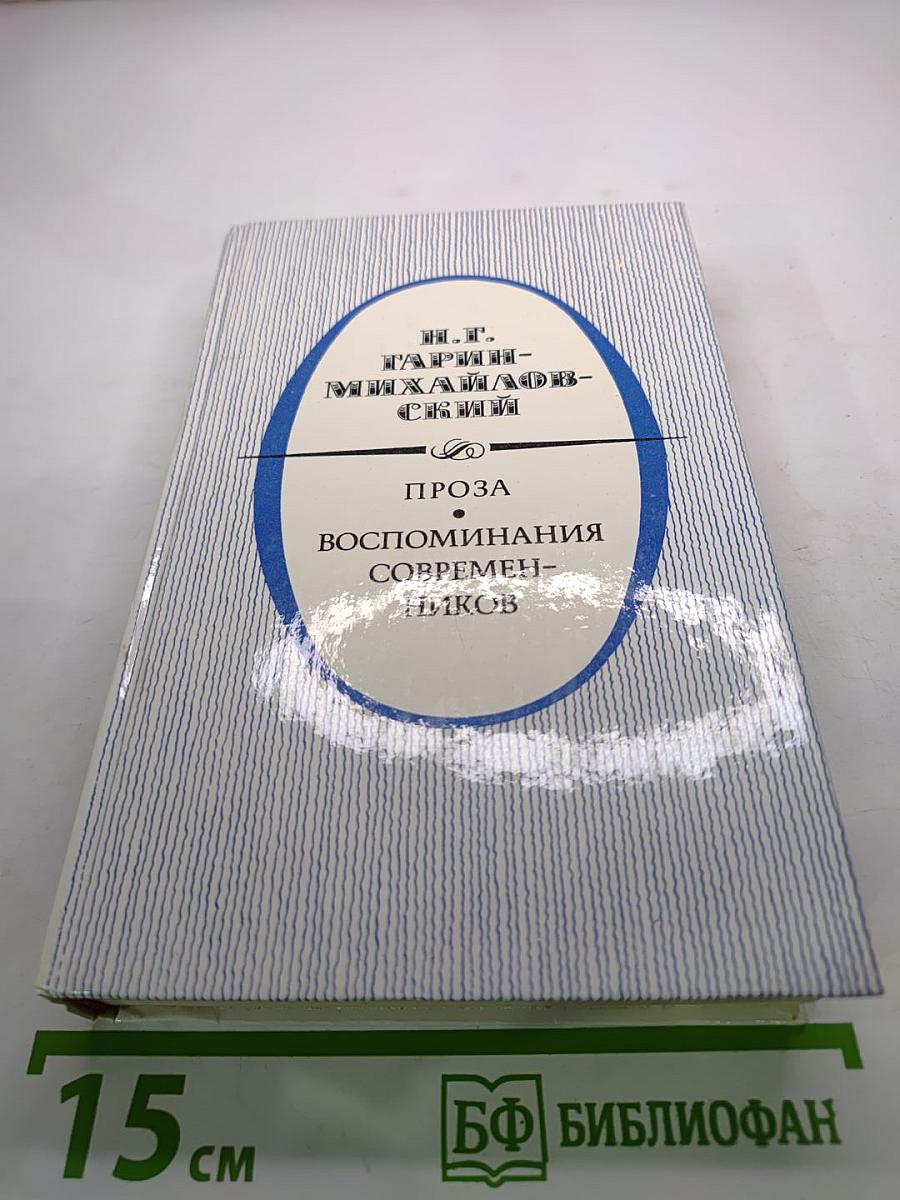 Н.Г.
ГАРИН-
МИХАЙЛОВ-
СКИЙ
ПРОЗА
•
ВОСПОМИНАНИЯ
СОВРЕМЕН-
НИКОВ
15 см
БФ БИБЛИОФАН